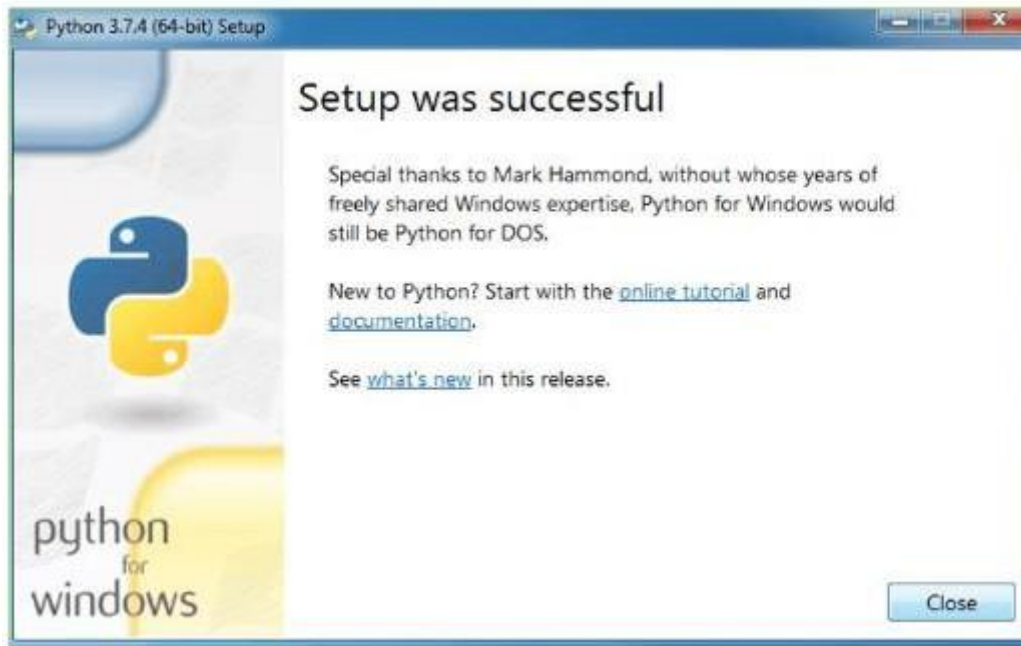 Python 3.7.4 (64-bit) Setup
Setup was successful
Special thanks to Mark Hammond, without whose years of
freely shared Windows expertise, Python for Windows would
still be Python for DOS.
New to Python? Start with the online tutorial and
documentation.
See what's new in this release.
python
for
windows
Close